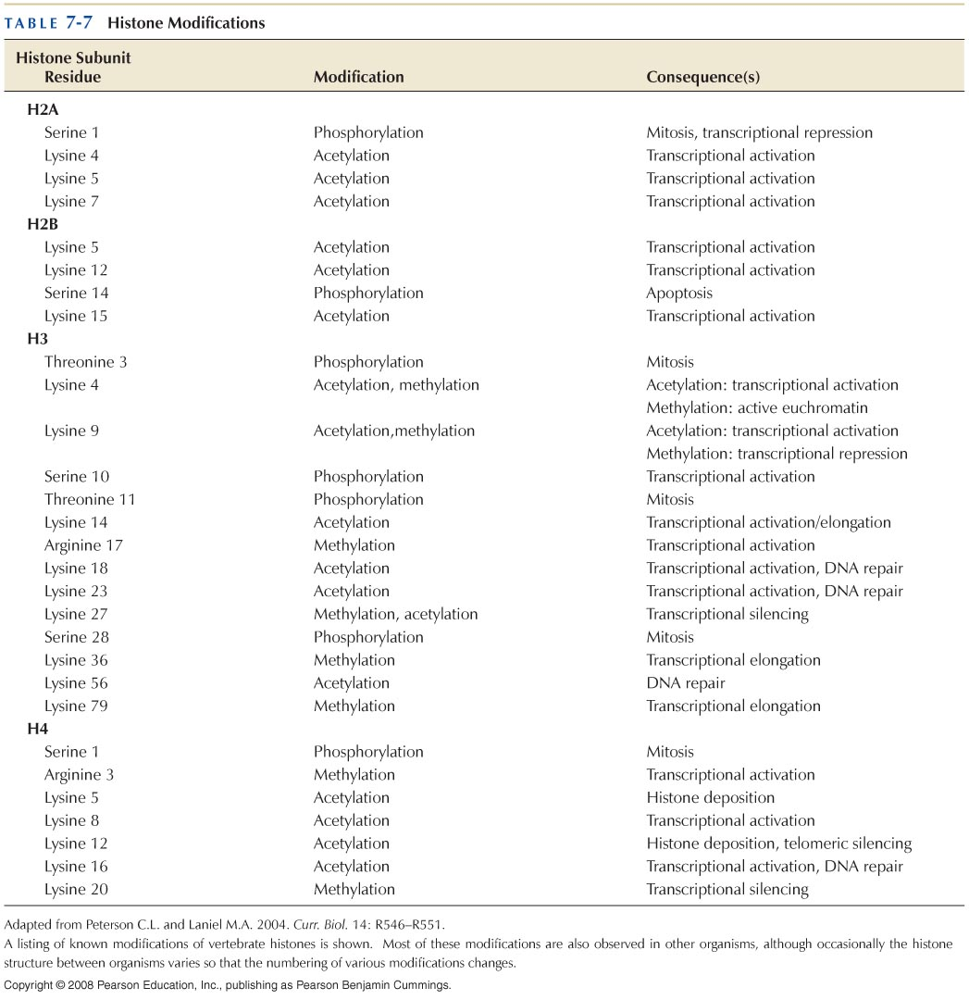 TABLE 7-7 Histone Modifications
Histone Subunit
Residue Modification Consequence(s)
H2A
Serine 1 Phosphorylation Mitosis, transcriptional repression
Lysine 4 Acetylation Transcriptional activation
Lysine 5 Acetylation Transcriptional activation
Lysine 7 Acetylation Transcriptional activation
H2B
Lysine 5 Acetylation Transcriptional activation
Lysine 12 Acetylation Transcriptional activation
Serine 14 Phosphorylation Apoptosis
Lysine 15 Acetylation Transcriptional activation
H3
Threonine 3 Phosphorylation Mitosis
Lysine 4 Acetylation, methylation Acetylation: transcriptional activation
Methylation: active euchromatin
Lysine 9 Acetylation,methylation Acetylation: transcriptional activation
Methylation: transcriptional repression
Serine 10 Phosphorylation Transcriptional activation
Threonine 11 Phosphorylation Mitosis
Lysine 14 Acetylation Transcriptional activation/elongation
Arginine 17 Methylation Transcriptional activation
Lysine 18 Acetylation Transcriptional activation, DNA repair
Lysine 23 Acetylation Transcriptional activation, DNA repair
Lysine 27 Methylation, acetylation Transcriptional silencing
Serine 28 Phosphorylation Mitosis
Lysine 36 Methylation Transcriptional elongation
Lysine 56 Acetylation DNA repair
Lysine 79 Methylation Transcriptional elongation
H4
Serine 1 Phosphorylation Mitosis
Arginine 3 Methylation Transcriptional activation
Lysine 5 Acetylation Histone deposition
Lysine 8 Acetylation Transcriptional activation
Lysine 12 Acetylation Histone deposition, telomeric silencing
Lysine 16 Acetylation Transcriptional activation, DNA repair
Lysine 20 Methylation Transcriptional silencing
Adapted from Peterson C.L. and Laniel M.A. 2004. Curr. Biol. 14: R546–R551.
A listing of known modifications of vertebrate histones is shown. Most of these modifications are also observed in other organisms, although occasionally the histone
structure between organisms varies so that the numbering of various modifications changes.
Copyright © 2008 Pearson Education, Inc., publishing as Pearson Benjamin Cummings.